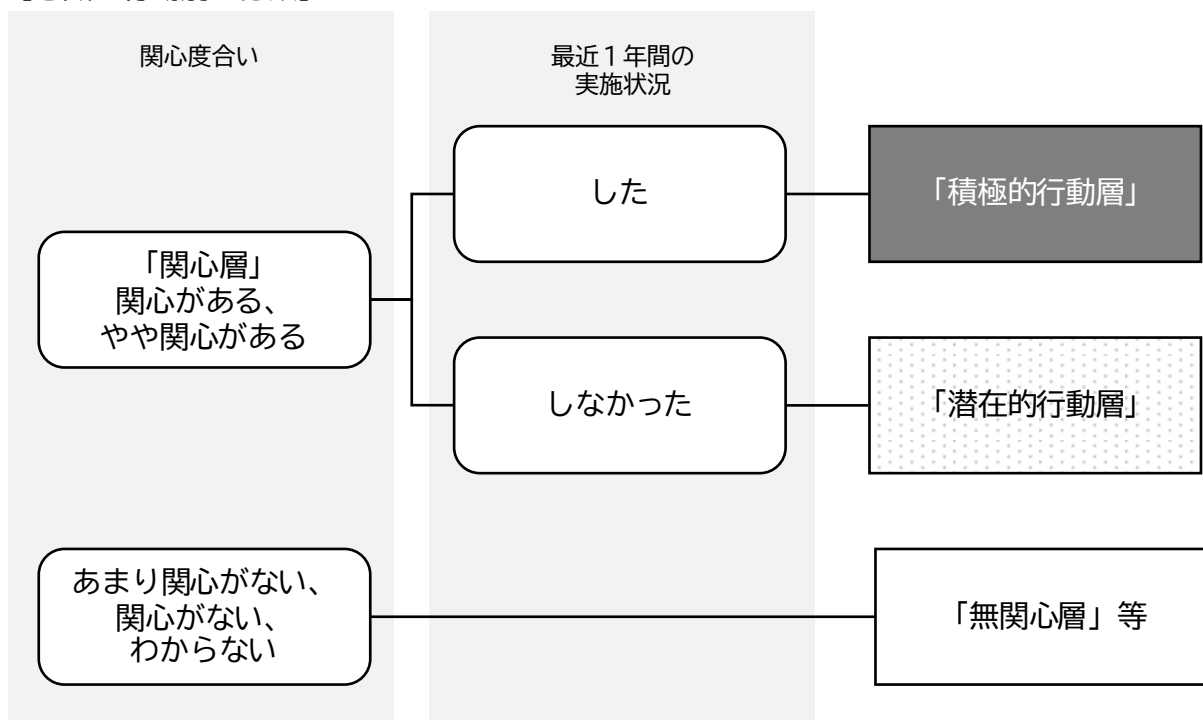 関心度合い
最近１年間の
実施状況
した
「積極的行動層」
「関心層」
関心がある、
やや関心がある
しなかった
「潜在的行動層」
あまり関心がない、
関心がない、
わからない
「無関心層」等